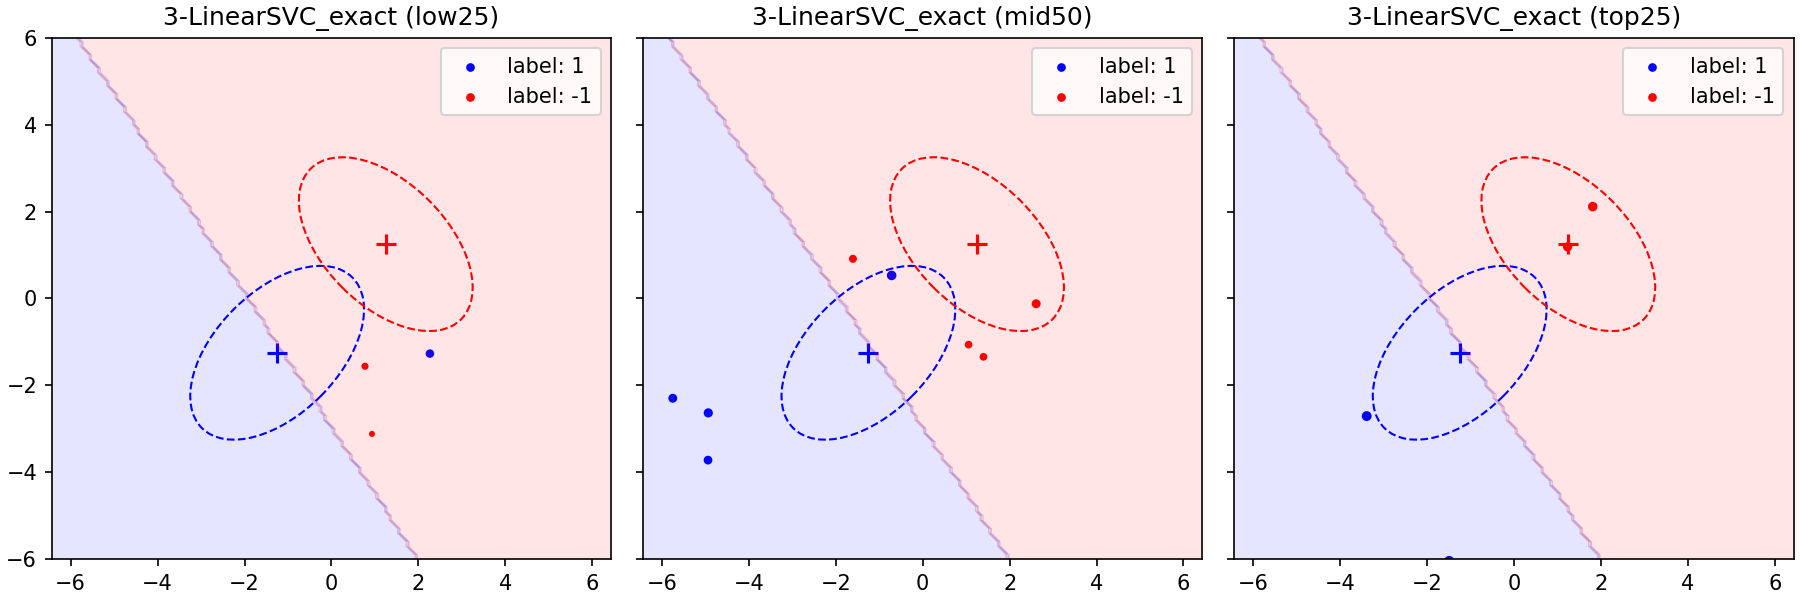 3-LinearSVC_exact (low25)
3-LinearSVC_exact (mid50)
3-LinearSVC_exact (top25)
label: 1
label: -1
label: 1
label: -1
label: 1
label: -1
6
4
2
0
−2
−4
−6
−6 −4 −2 0 2 4 6
−6 −4 −2 0 2 4 6
−6 −4 −2 0 2 4 6